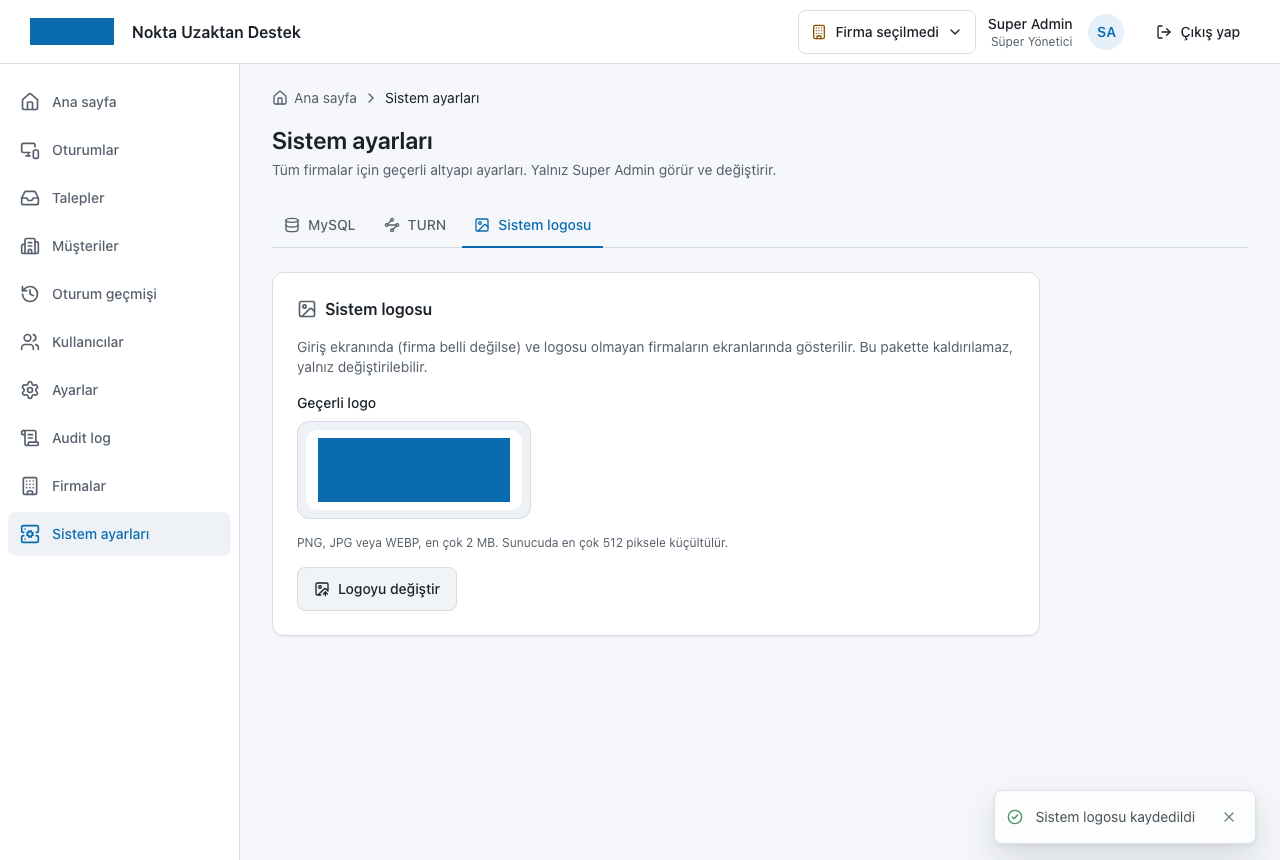 Nokta Uzaktan Destek
Firma seçilmedi
Super Admin
Süper Yönetici
SA
Çıkış yap
Ana sayfa
Oturumlar
Talepler
Müşteriler
Oturum geçmişi
Kullanıcılar
Ayarlar
Audit log
Firmalar
Sistem ayarları
Ana sayfa > Sistem ayarları
Sistem ayarları
Tüm firmalar için geçerli altyapı ayarları. Yalnız Super Admin görür ve değiştirir.
MySQL
TURN
Sistem logosu
Sistem logosu
Giriş ekranında (firma belli değilse) ve logosu olmayan firmaların ekranlarında gösterilir. Bu pakette kaldırılamaz,
yalnız değiştirilebilir.
Geçerli logo
PNG, JPG veya WEBP, en çok 2 MB. Sunucuda en çok 512 piksele küçültülür.
Logoyu değiştir
Sistem logosu kaydedildi